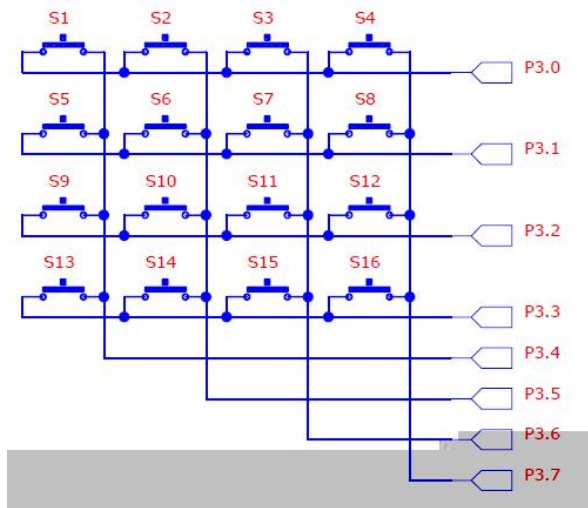 S1 S2 S3 S4
P3.0
S5 S6 S7 S8
P3.1
S9 S10 S11 S12
P3.2
S13 S14 S15 S16
P3.3
P3.4
P3.5
P3.6
P3.7